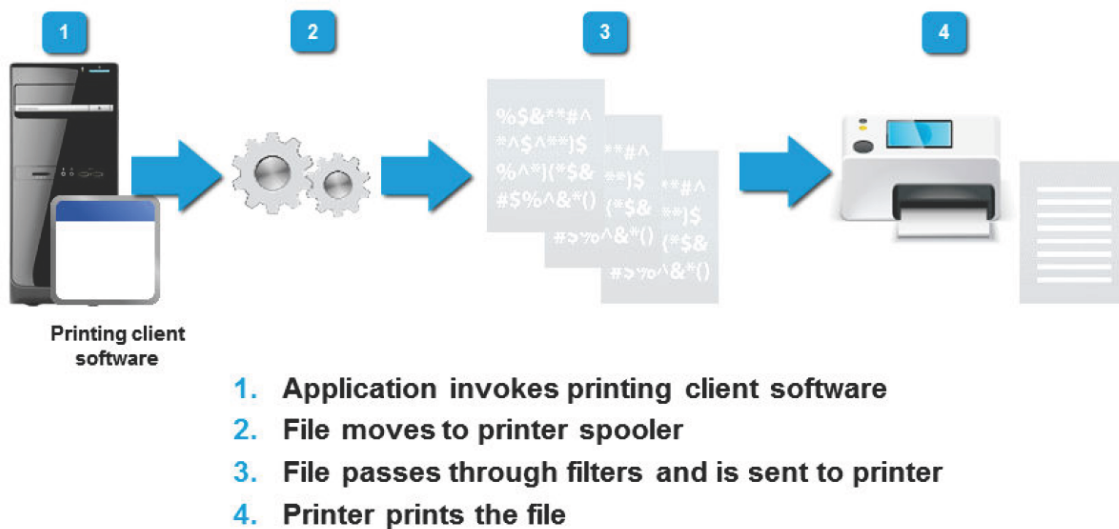 1
2
3
4
%$&**#^
*^$^**)$
%^*)(*$&
#$%^&*()
**#^
**)$
(*$&
#$%^&*()
**#^
**)$
(*$&
#$%^&*()
Printing client
software
1. Application invokes printing client software
2. File moves to printer spooler
3. File passes through filters and is sent to printer
4. Printer prints the file